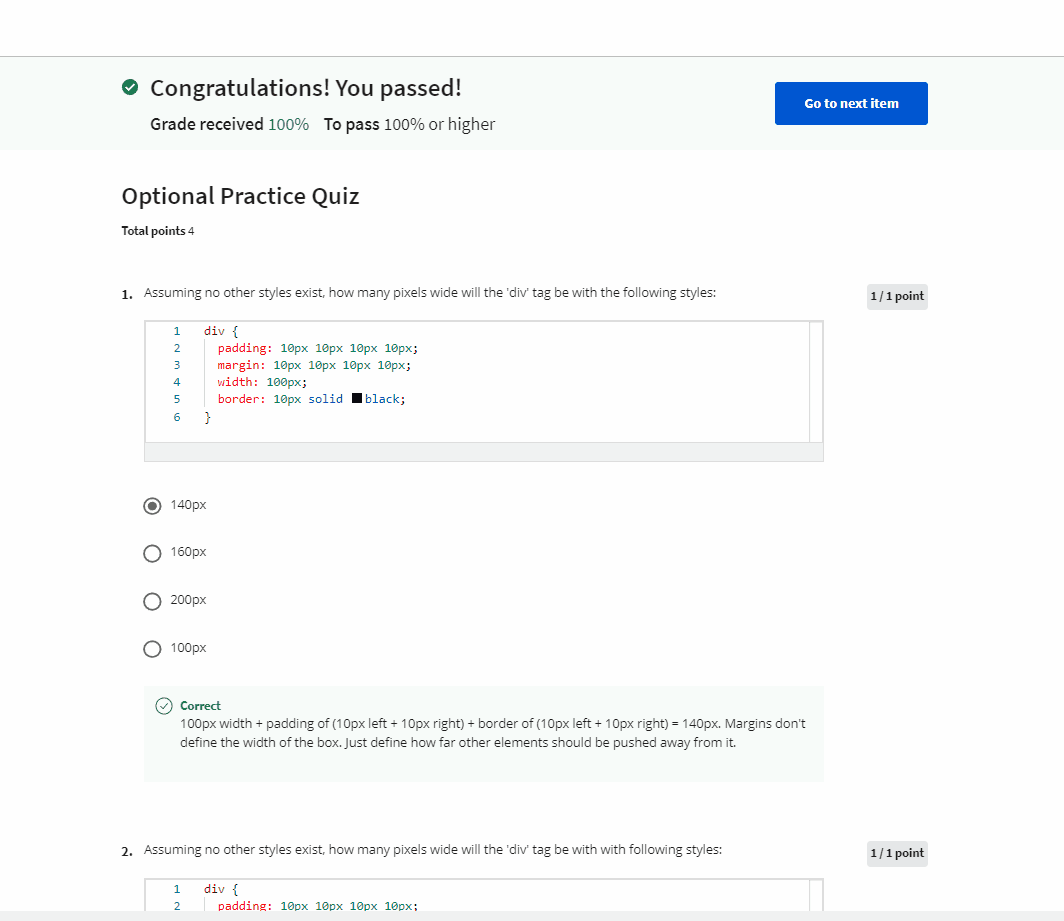 Congratulations! You passed!
Grade received 100% To pass 100% or higher
Go to next item
Optional Practice Quiz
Total points 4
1. Assuming no other styles exist, how many pixels wide will the 'div' tag be with the following styles:
1 / 1 point
1 div {
2 padding: 10px 10px 10px 10px;
3 margin: 10px 10px 10px 10px;
4 width: 100px;
5 border: 10px solid black;
6 }
140px
160px
200px
100px
Correct
100px width + padding of (10px left + 10px right) + border of (10px left + 10px right) = 140px. Margins don't
define the width of the box. Just define how far other elements should be pushed away from it.
2. Assuming no other styles exist, how many pixels wide will the 'div' tag be with with following styles:
1 / 1 point
1 div {
2 padding: 10px 10px 10px 10px;